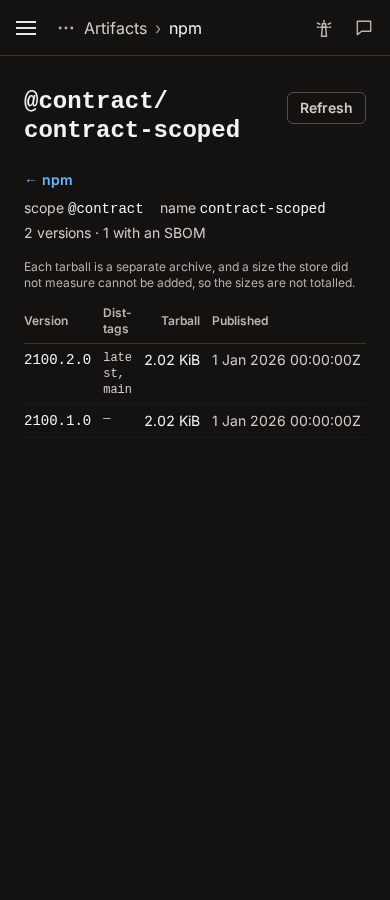 ··· Artifacts › npm
@contract/
contract-scoped
Refresh
← npm
scope @contract name contract-scoped
2 versions · 1 with an SBOM
Each tarball is a separate archive, and a size the store did
not measure cannot be added, so the sizes are not totalled.
Version Dist-
tags Tarball Published
2100.2.0 late
st,
main 2.02 KiB 1 Jan 2026 00:00:00Z
2100.1.0 — 2.02 KiB 1 Jan 2026 00:00:00Z